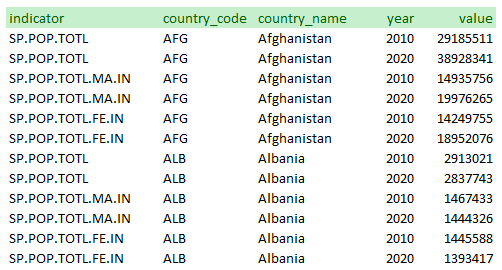 indicator country_code country_name year value
SP.POP.TOTL AFG Afghanistan 2010 29185511
SP.POP.TOTL AFG Afghanistan 2020 38928341
SP.POP.TOTL.MA.IN AFG Afghanistan 2010 14935756
SP.POP.TOTL.MA.IN AFG Afghanistan 2020 19976265
SP.POP.TOTL.FE.IN AFG Afghanistan 2010 14249755
SP.POP.TOTL.FE.IN AFG Afghanistan 2020 18952076
SP.POP.TOTL ALB Albania 2010 2913021
SP.POP.TOTL ALB Albania 2020 2837743
SP.POP.TOTL.MA.IN ALB Albania 2010 1467433
SP.POP.TOTL.MA.IN ALB Albania 2020 1444326
SP.POP.TOTL.FE.IN ALB Albania 2010 1445588
SP.POP.TOTL.FE.IN ALB Albania 2020 1393417